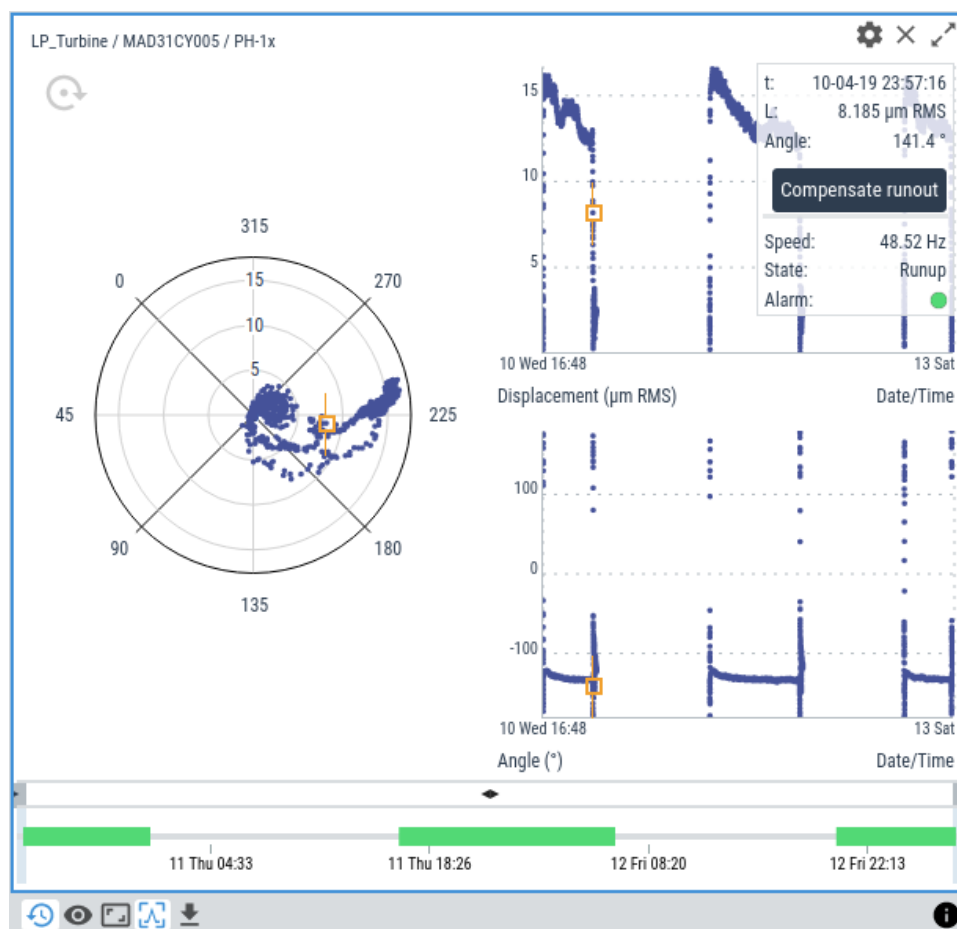 LP_Turbine / MAD31CY005 / PH-1x
315
0
270
15
10
5
45
225
90
180
135
15
10
5
t: 10-04-19 23:57:16
L: 8.185 µm RMS
Angle: 141.4 °
Compensate runout
Speed: 48.52 Hz
State: Runup
Alarm:
10 Wed 16:48 13 Sat
Displacement (µm RMS) Date/Time
100
0
-100
10 Wed 16:48 13 Sat
Angle (°) Date/Time
11 Thu 04:33 11 Thu 18:26 12 Fri 08:20 12 Fri 22:13